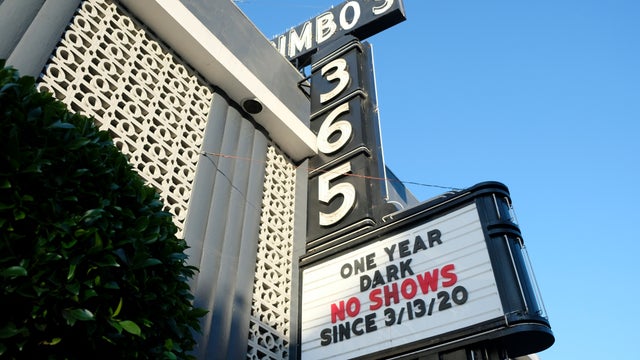 IMBO'S
365
ONE YEAR
DARK
NO SHOWS
SINCE 3/13/20